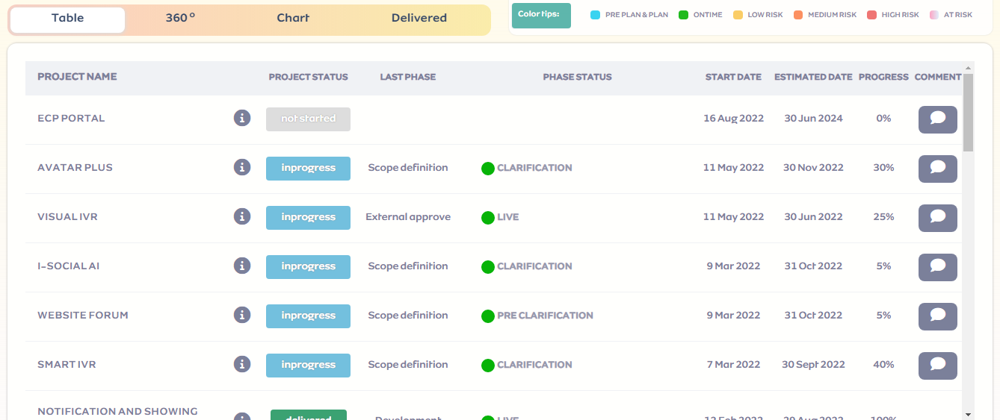 Table 360° Chart Delivered Color tips: PRE PLAN & PLAN ONTIME LOW RISK MEDIUM RISK HIGH RISK AT RISK
PROJECT NAME PROJECT STATUS LAST PHASE PHASE STATUS START DATE ESTIMATED DATE PROGRESS COMMENT
ECP PORTAL not started 16 Aug 2022 30 Jun 2024 0%
AVATAR PLUS inprogress Scope definition CLARIFICATION 11 May 2022 30 Nov 2022 30%
VISUAL IVR inprogress External approve LIVE 11 May 2022 30 Jun 2022 25%
I-SOCIAL AI inprogress Scope definition CLARIFICATION 9 Mar 2022 31 Oct 2022 5%
WEBSITE FORUM inprogress Scope definition PRE CLARIFICATION 9 Mar 2022 31 Oct 2022 5%
SMART IVR inprogress Scope definition CLARIFICATION 7 Mar 2022 30 Sept 2022 40%
NOTIFICATION AND SHOWING delivered Development LIVE 12 Feb 2022 29 Aug 2022 100%